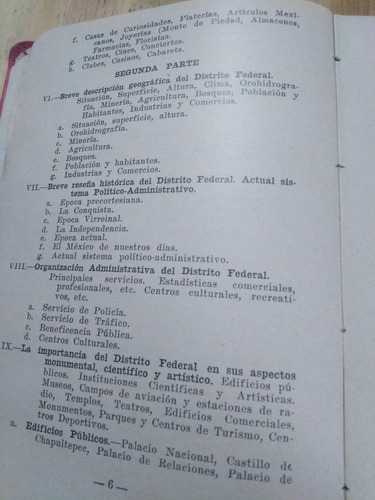 f. Casas de Curiosidades, Platerías, Artículos Mexi-
canos, Joyerías (Monte de Piedad, Almacenes,
Farmacias, Floristas.
g. Teatros, Cines, Conciertos.
h. Clubes, Casinos, Cabarets.
SEGUNDA PARTE
VI.—Breve descripción geográfica del Distrito Federal.
Situación, Superficie, Altura, Clima, Orohidrogra-
fía, Minería, Agricultura, Bosques, Población y
Habitantes, Industrias y Comercios.
a. Situación, superficie, altura.
b. Orohidrografía.
c. Minería.
d. Agricultura.
e. Bosques.
f. Población y habitantes.
g. Industrias y Comercios.
VII.—Breve reseña histórica del Distrito Federal. Actual sis-
tema Político-Administrativo.
a. Epoca precortesiana.
b. La Conquista.
c. Epoca Virreinal.
d. La Independencia.
e. Epoca actual.
f. El México de nuestros días.
g. Actual sistema político-administrativo.
VIII.—Organización Administrativa del Distrito Federal.
Principales servicios. Estadísticas comerciales,
profesionales, etc. Centros culturales, recreati-
vos, etc.
a. Servicio de Policía.
b. Servicio de Tráfico.
c. Beneficencia Pública.
d. Centros Culturales.
IX.—La importancia del Distrito Federal en sus aspectos
monumental, científico y artístico. Edificios pú-
blicos. Instituciones Científicas y Artísticas.
Museos, Campos de aviación y estaciones de ra-
dio, Templos, Teatros, Edificios Comerciales,
Monumentos, Parques y Centros de Turismo, Cen-
tros Deportivos.
a. Edificios Públicos.—Palacio Nacional, Castillo de
Chapultepec, Palacio de Relaciones, Palacio de
—6—